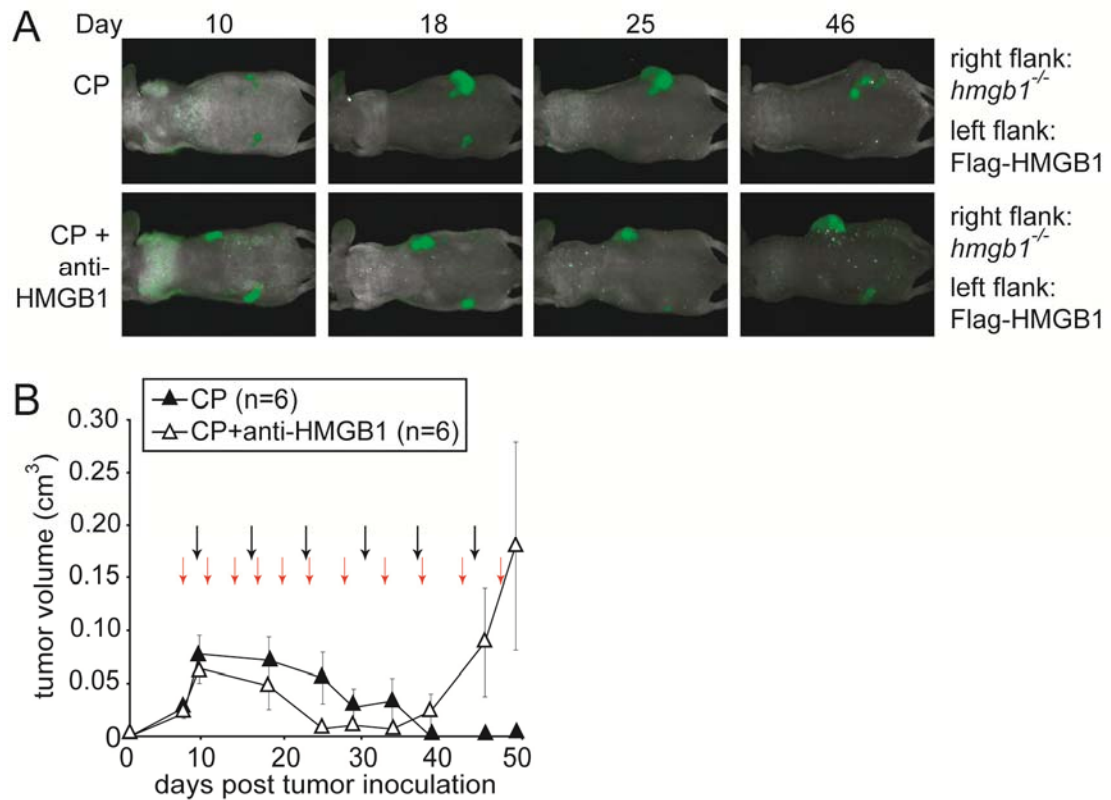 A
Day 10 18 25 46
CP
right flank:
hmgb1-/-
left flank:
Flag-HMGB1
CP +
anti-
HMGB1
right flank:
hmgb1-/-
left flank:
Flag-HMGB1
B
CP (n=6)
CP+anti-HMGB1 (n=6)
tumor volume (cm3)
0.30
0.25
0.20
0.15
0.10
0.05
0
0 10 20 30 40 50
days post tumor inoculation